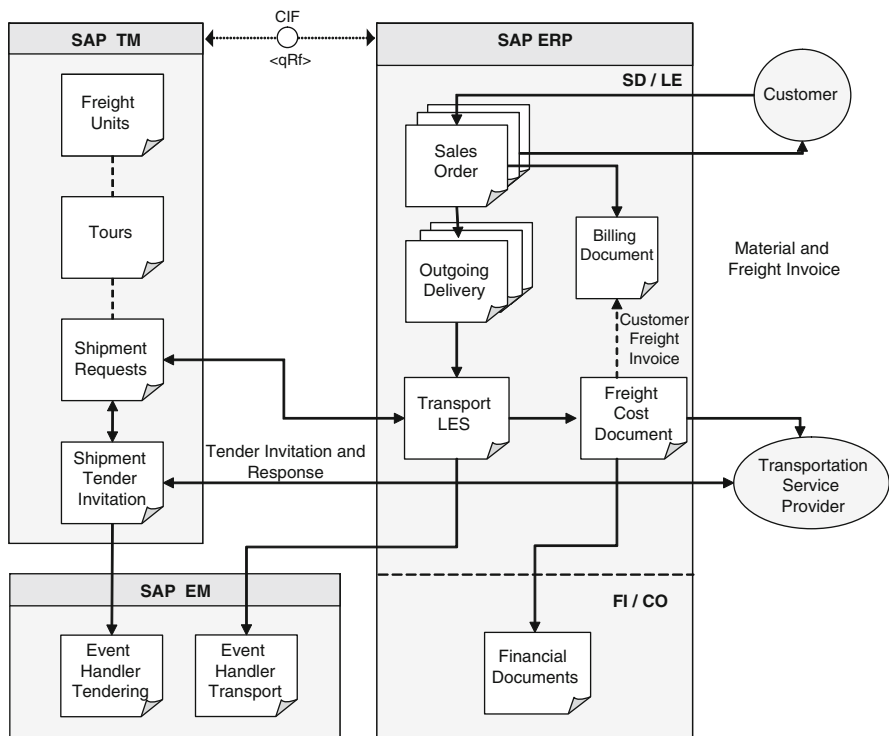 CIF
<qRf>
SAP TM
SAP ERP
SD / LE
Customer
Freight
Units
Sales
Order
Tours
Outgoing
Delivery
Billing
Document
Material and
Freight Invoice
Customer
Freight
Invoice
Shipment
Requests
Transport
LES
Freight
Cost
Document
Shipment
Tender
Invitation
Tender Invitation and
Response
Transportation
Service
Provider
SAP EM
FI / CO
Event
Handler
Tendering
Event
Handler
Transport
Financial
Documents